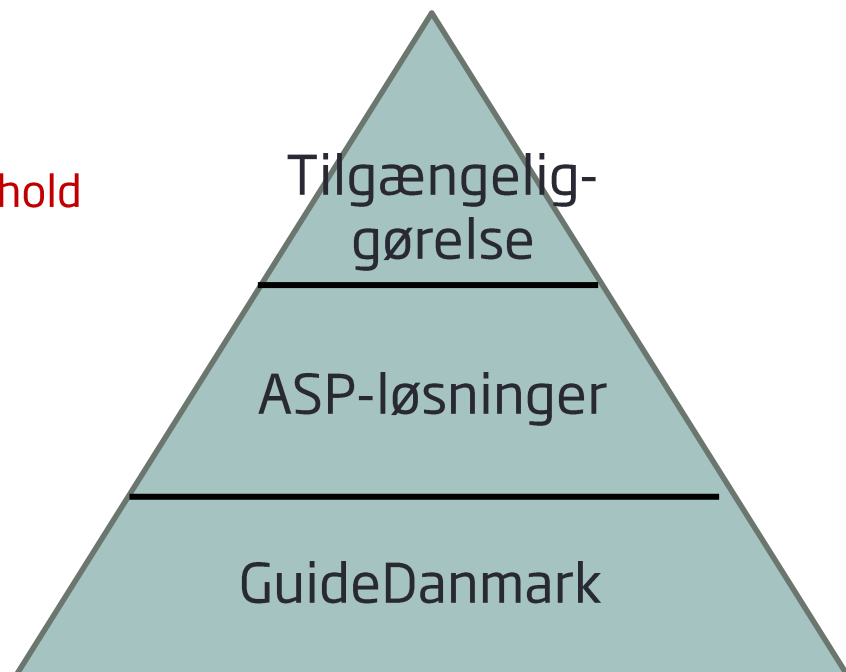 Tilgængelig-
hold
gørelse
ASP-løsninger
GuideDanmark